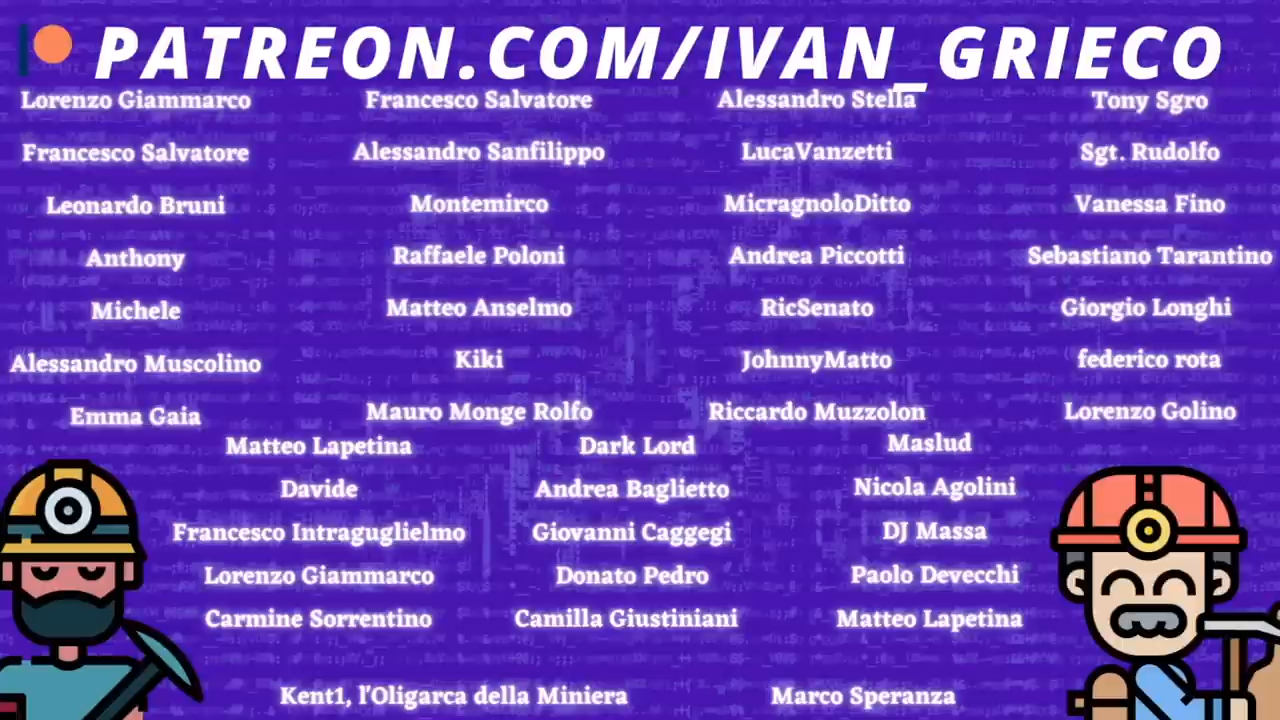 PATREON.COM/IVAN_GRIECO
Lorenzo Giammarco Francesco Salvatore Alessandro Stella Tony Sgro
Francesco Salvatore Alessandro Sanfilippo LucaVanzetti Sgt. Rudolfo
Leonardo Bruni Montemirco MicragnoloDitto Vanessa Fino
Anthony Raffaele Poloni Andrea Piccotti Sebastiano Tarantino
Michele Matteo Anselmo RicSenato Giorgio Longhi
Alessandro Muscolino Kiki JohnnyMatto federico rota
Emma Gaia Mauro Monge Rolfo Riccardo Muzzolon Lorenzo Golino
Matteo Lapetina Dark Lord Maslud
Davide Andrea Baglietto Nicola Agolini
Francesco Intraguglielmo Giovanni Caggegi DJ Massa
Lorenzo Giammarco Donato Pedro Paolo Devecchi
Carmine Sorrentino Camilla Giustiniani Matteo Lapetina
Kent1, l'Oligarca della Miniera Marco Speranza